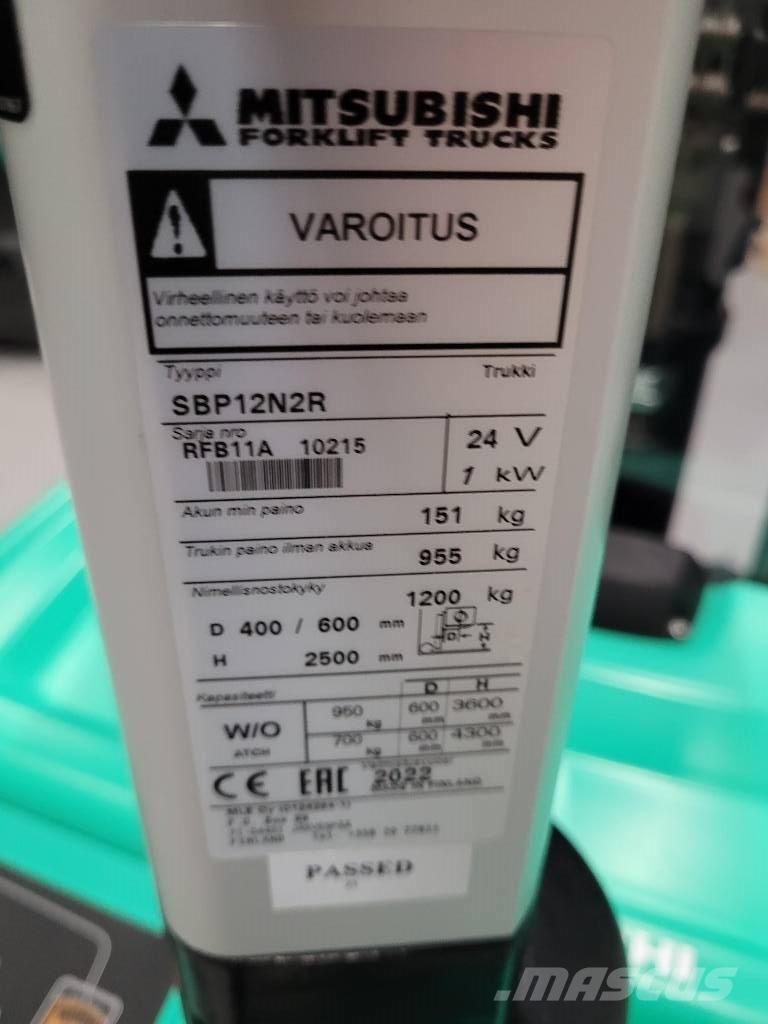 MITSUBISHI
FORKLIFT TRUCKS
VAROITUS
Virheellinen käyttö voi johtaa
onnettomuuteen tai kuolemaan
Tyyppi Trukki
SBP12N2R
Sarja nro
RFB11A 10215 24 V
1 kW
Akun min paino 151 kg
Trukin paino ilman akkua 955 kg
Nimellisnostokyky 1200 kg
D 400 / 600 mm
H 2500 mm
Kapasiteetti D H
W/O 950 kg 600 mm 3600 mm
ATCH 700 kg 600 mm 4300 mm
CE EAC 2022
MADE IN FINLAND
FINLAND Tel.
PASSED
HI
MASCUS